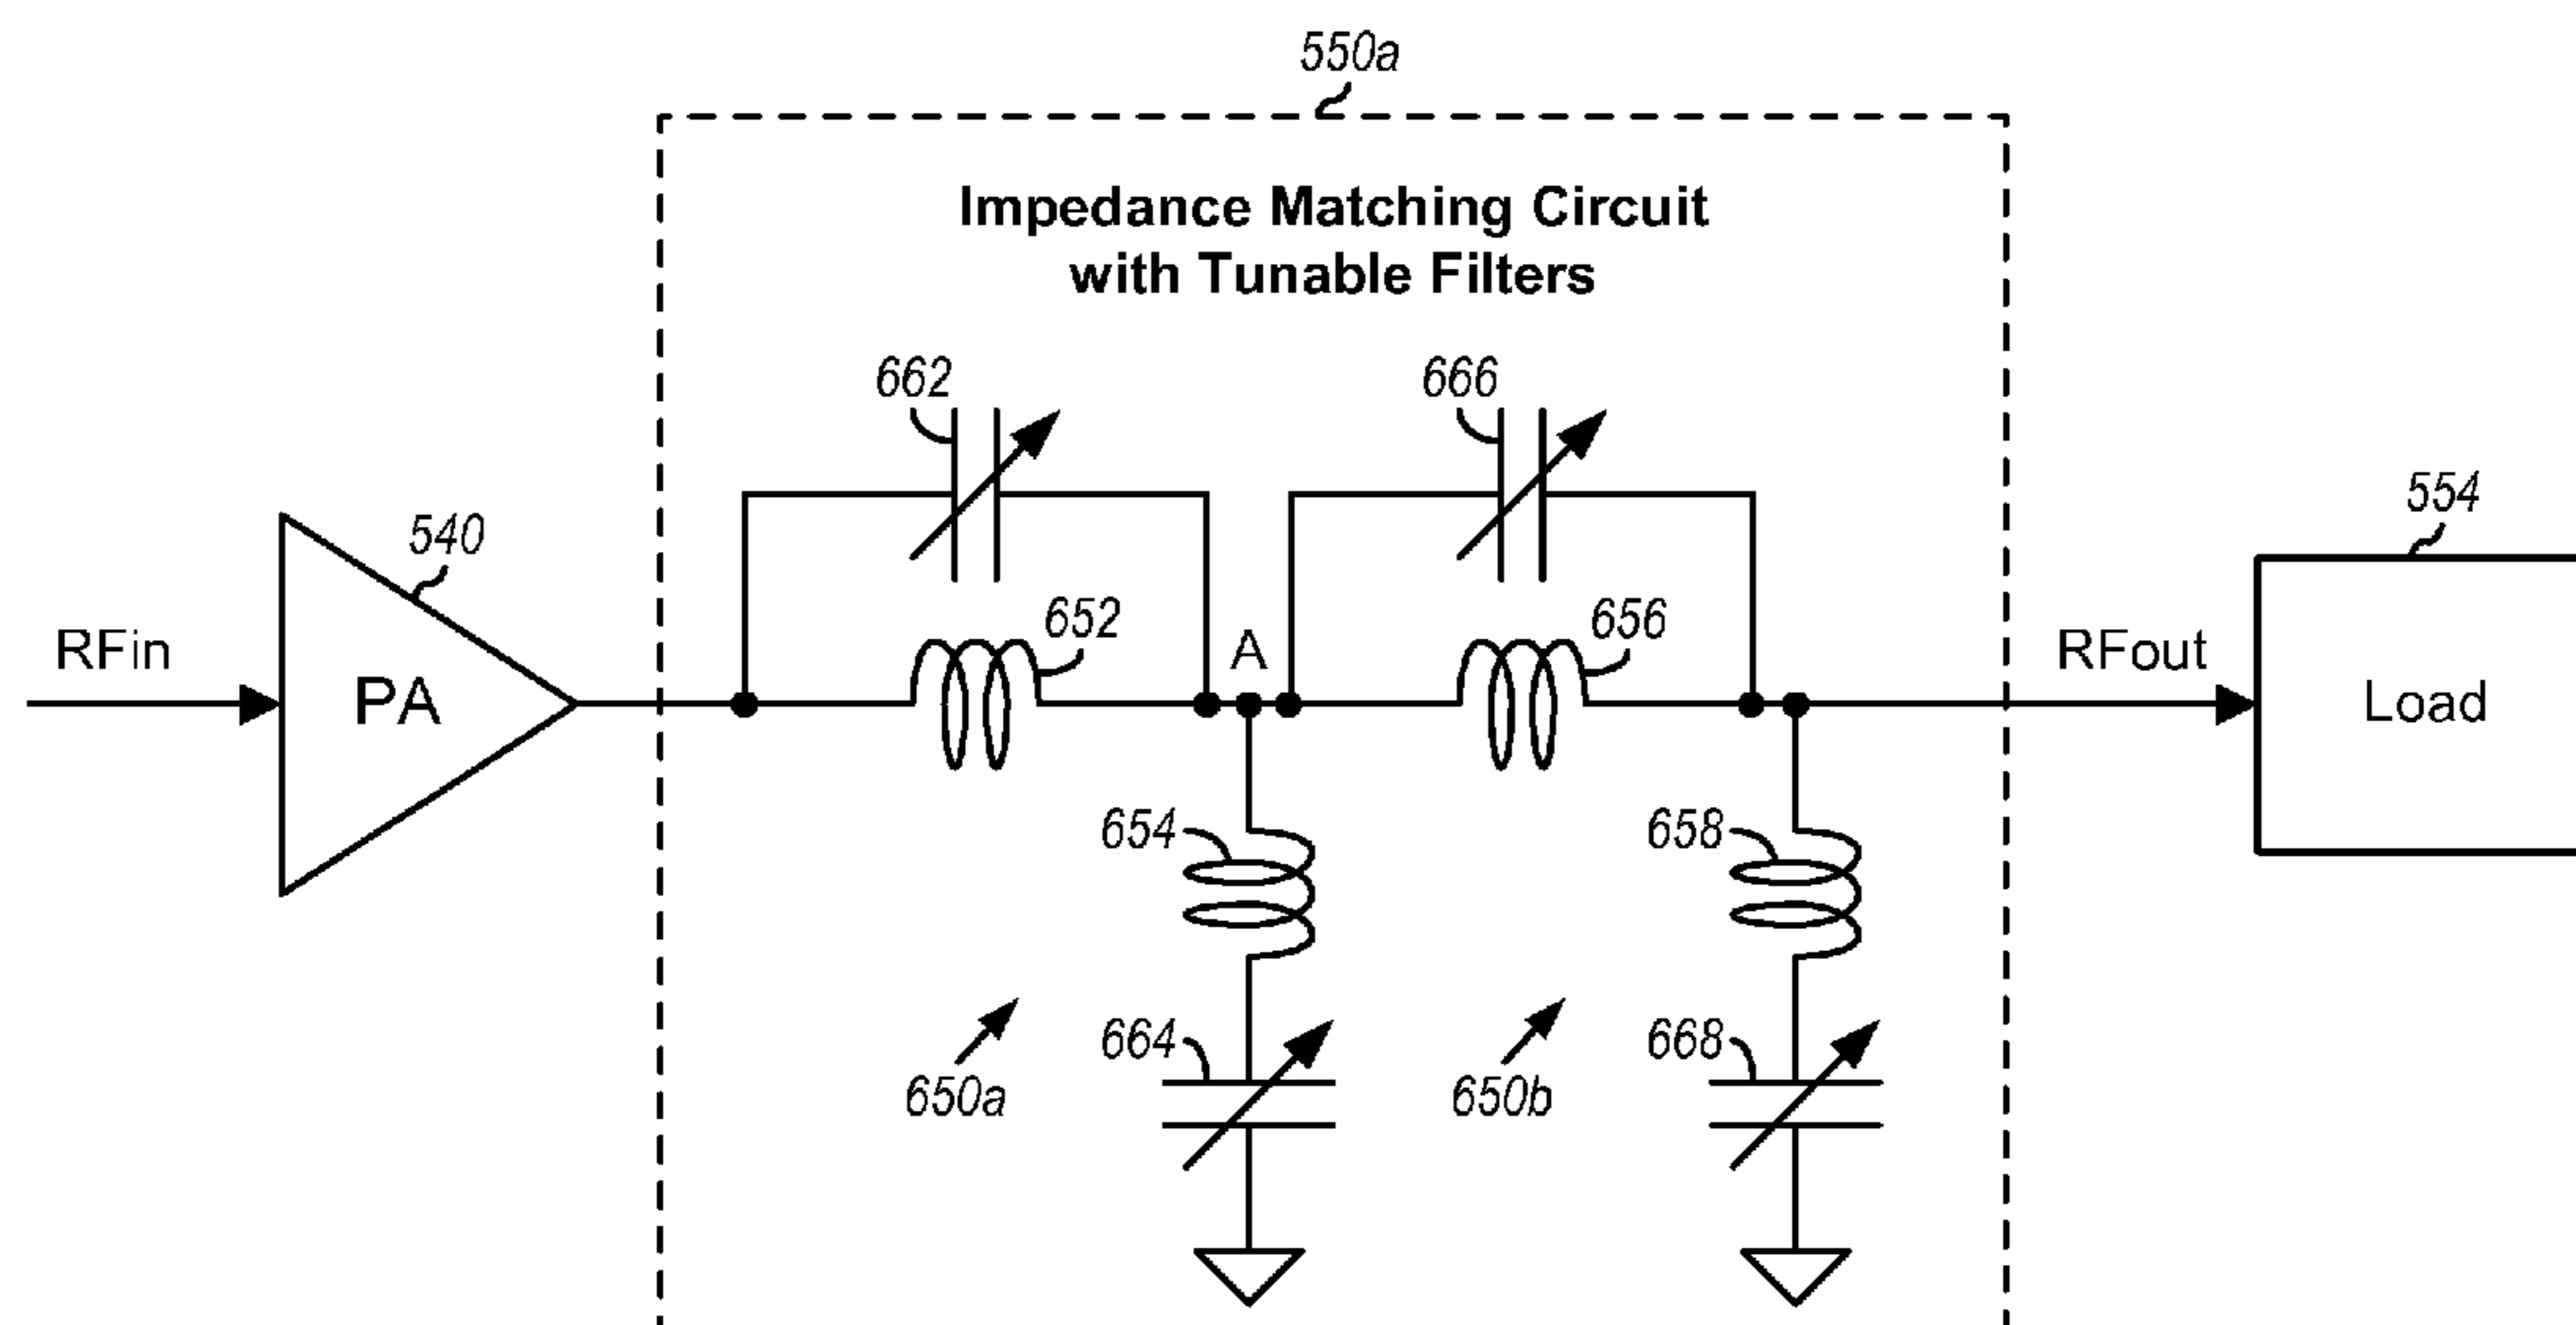 550a
Impedance Matching Circuit
with Tunable Filters
662
666
554
540
652
656
RFin
PA
A
RFout
Load
654
658
664
668
650a
650b